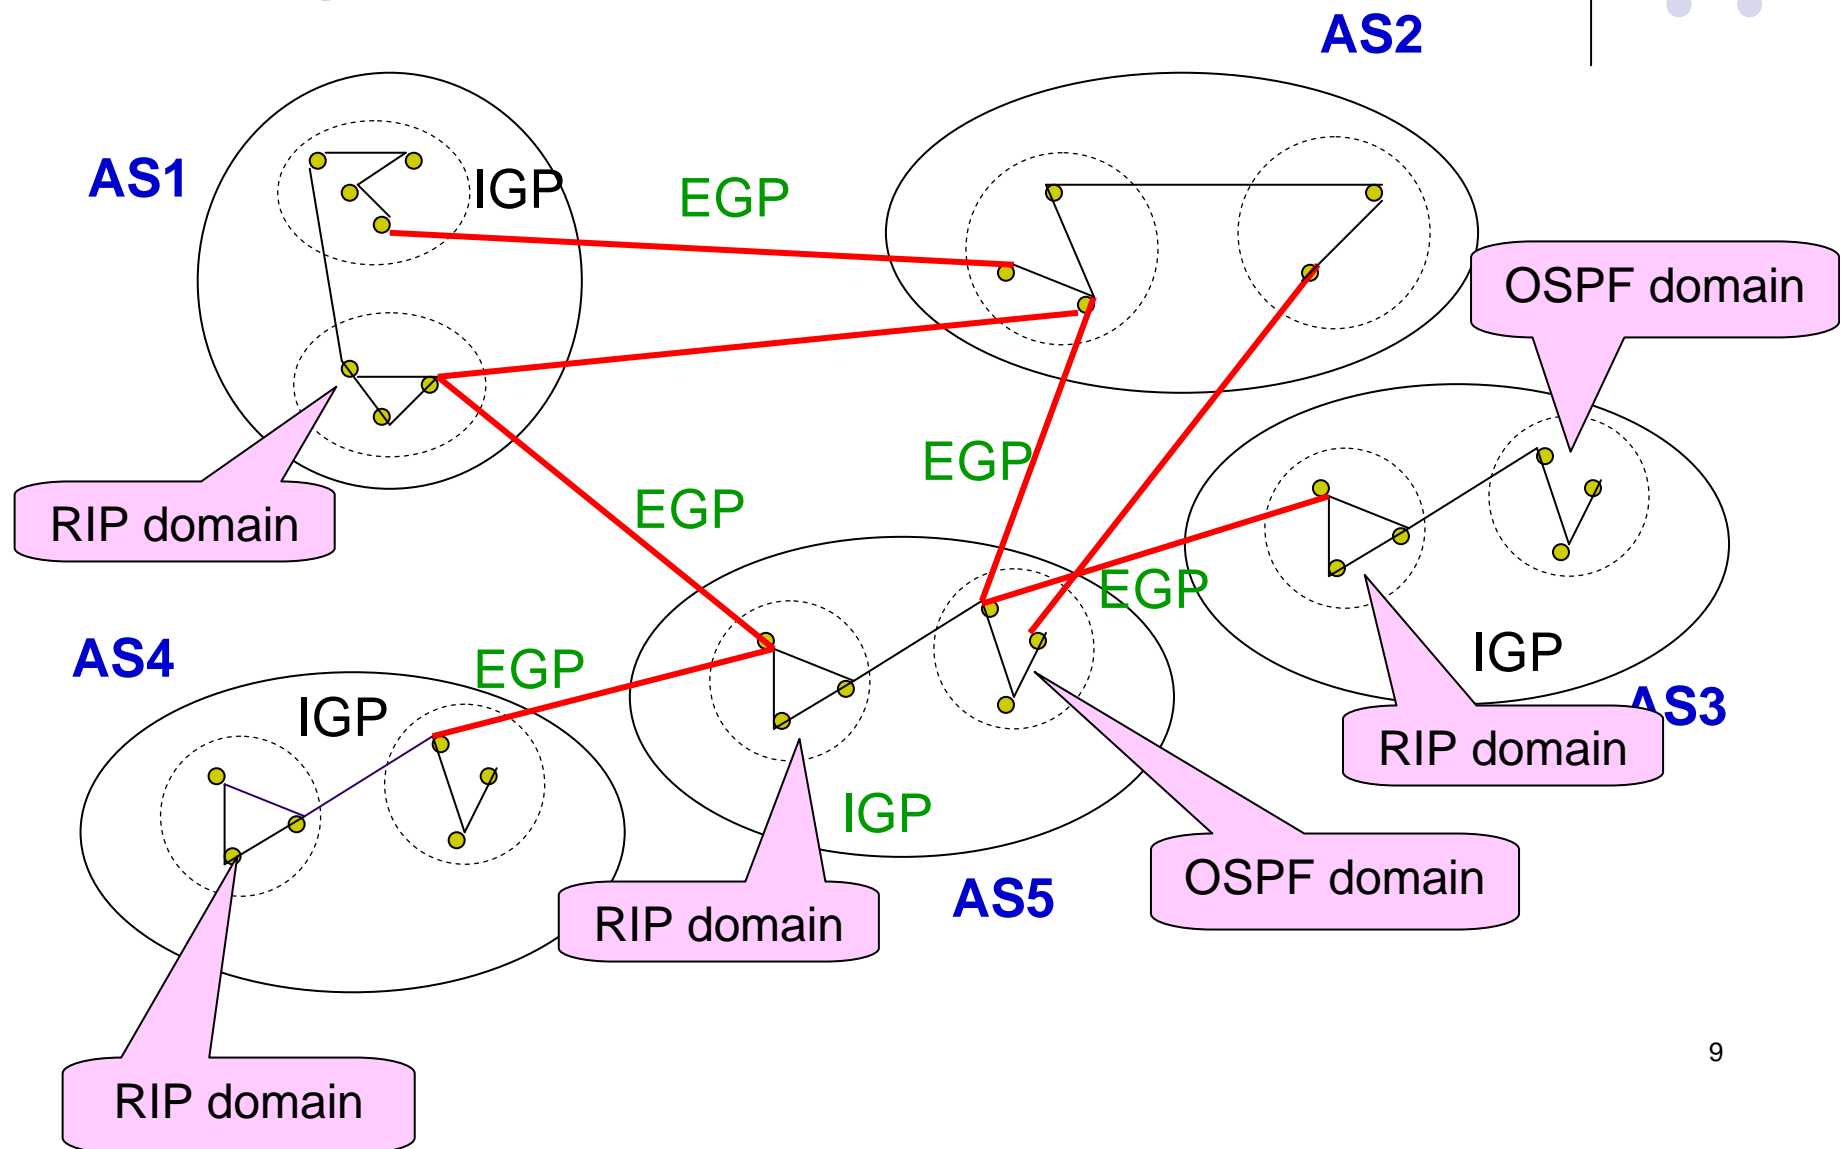 AS2
AS1
IGP
EGP
OSPF domain
EGP
EGP
RIP domain
EGP
AS4
EGP
IGP
IGP
AS3
RIP domain
IGP
OSPF domain
AS5
RIP domain
9
RIP domain